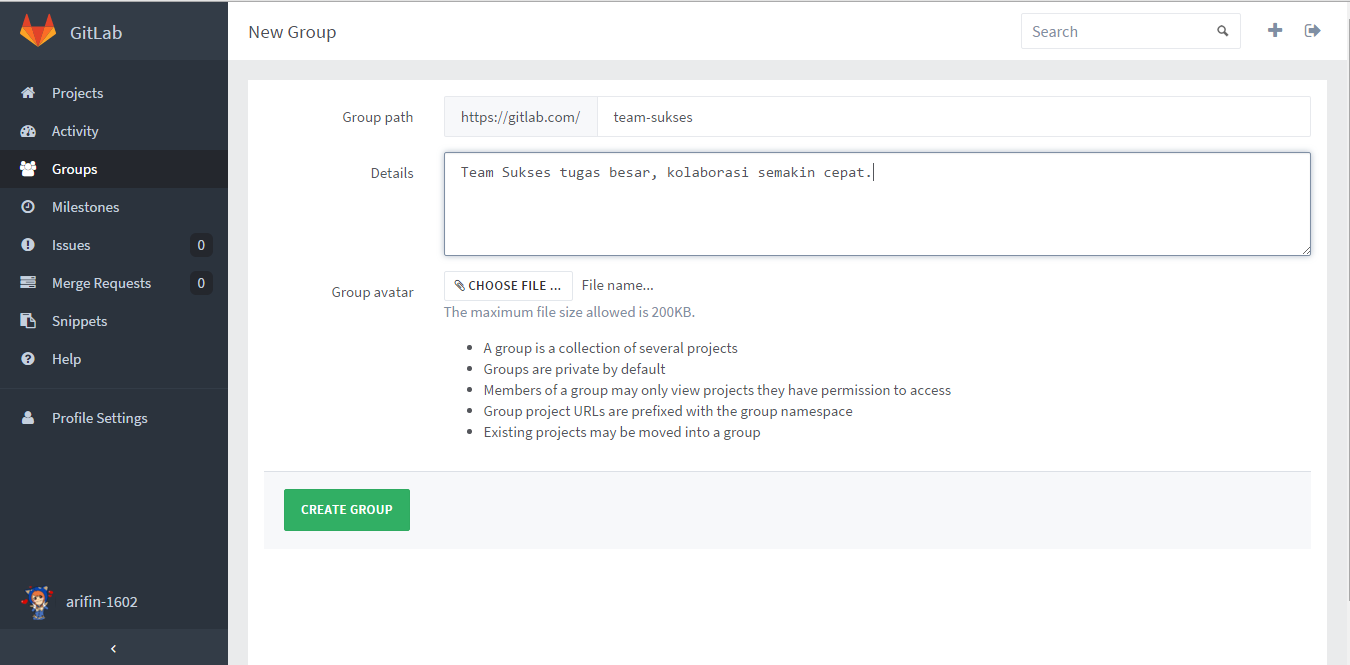 GitLab
New Group
Search
Projects
Activity
Groups
Milestones
Issues 0
Merge Requests 0
Snippets
Help
Profile Settings
arifin-1602
Group path https://gitlab.com/ team-sukses
Details Team Sukses tugas besar, kolaborasi semakin cepat.
Group avatar CHOOSE FILE ... File name...
The maximum file size allowed is 200KB.
• A group is a collection of several projects
• Groups are private by default
• Members of a group may only view projects they have permission to access
• Group project URLs are prefixed with the group namespace
• Existing projects may be moved into a group
CREATE GROUP